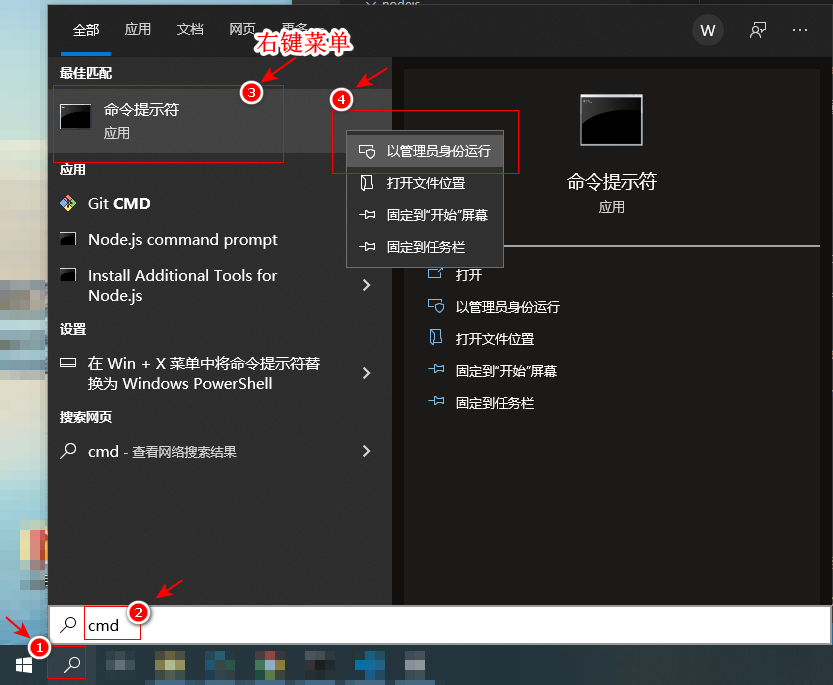 全部 应用 文档 网页 更多
W
右键菜单
最佳匹配
3
4
命令提示符
应用
以管理员身份运行
打开文件位置
固定到"开始"屏幕
固定到任务栏
命令提示符
应用
应用
Git CMD
Node.js command prompt
Install Additional Tools for
Node.js
设置
在 Win + X 菜单中将命令提示符替
换为 Windows PowerShell
搜索网页
cmd - 查看网络搜索结果
打开
以管理员身份运行
打开文件位置
固定到"开始"屏幕
固定到任务栏
2
cmd
1